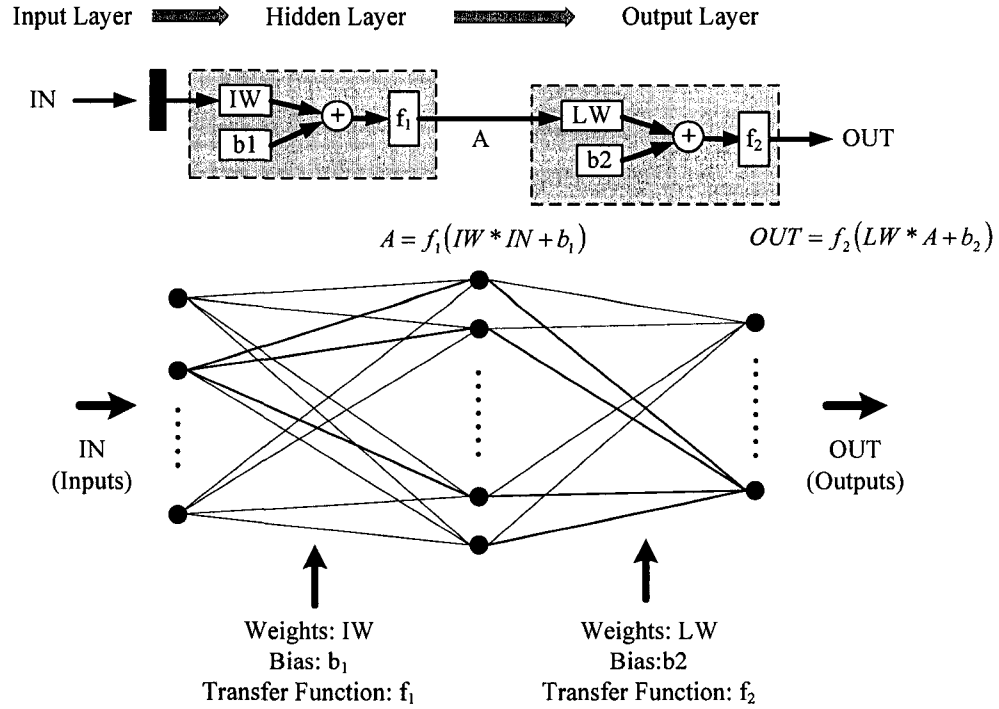 Input Layer Hidden Layer Output Layer
IN
IW
b1
+
f₁
A
LW
b2
+
f₂
OUT
A = f₁(IW * IN + b₁)
OUT = f₂(LW * A + b₂)
IN
(Inputs)
OUT
(Outputs)
Weights: IW
Bias: b₁
Transfer Function: f₁
Weights: LW
Bias:b2
Transfer Function: f₂